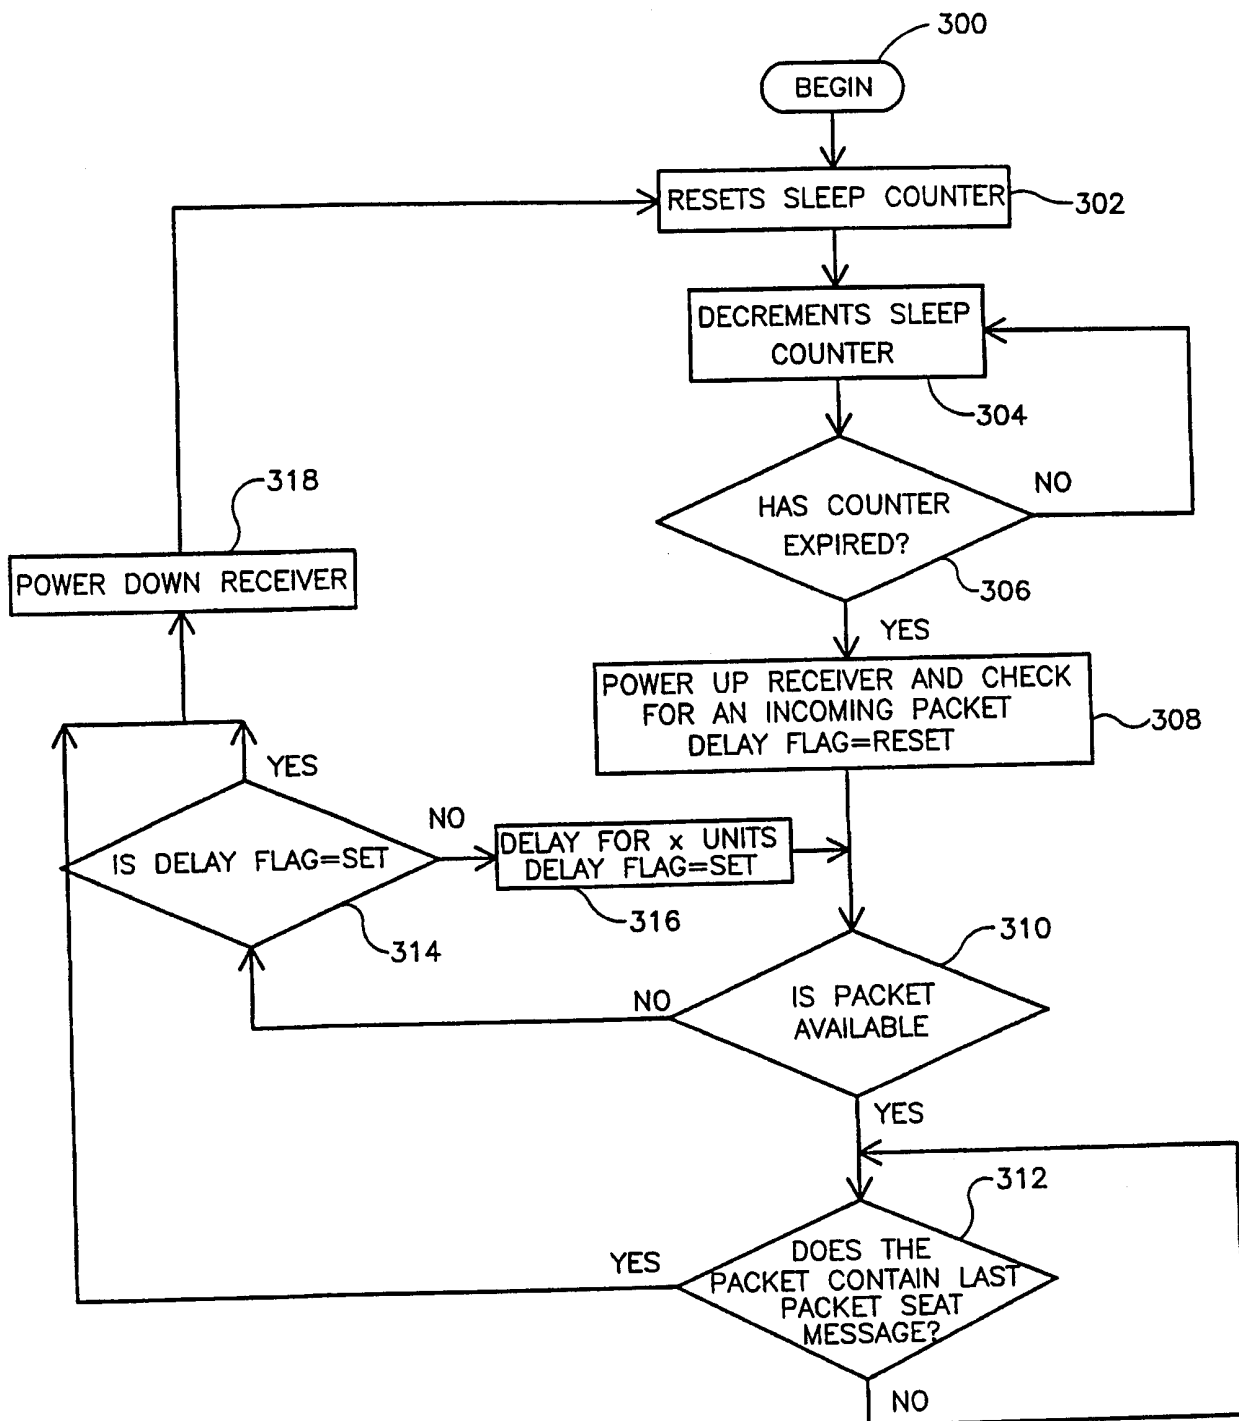 300
BEGIN
RESETS SLEEP COUNTER
302
DECREMENTS SLEEP
COUNTER
304
HAS COUNTER
EXPIRED?
NO
306
YES
318
POWER DOWN RECEIVER
POWER UP RECEIVER AND CHECK
FOR AN INCOMING PACKET
DELAY FLAG=RESET
308
YES
IS DELAY FLAG=SET
NO
314
DELAY FOR x UNITS
DELAY FLAG=SET
316
310
IS PACKET
AVAILABLE
NO
YES
312
DOES THE
PACKET CONTAIN LAST
PACKET SEAT
MESSAGE?
YES
NO